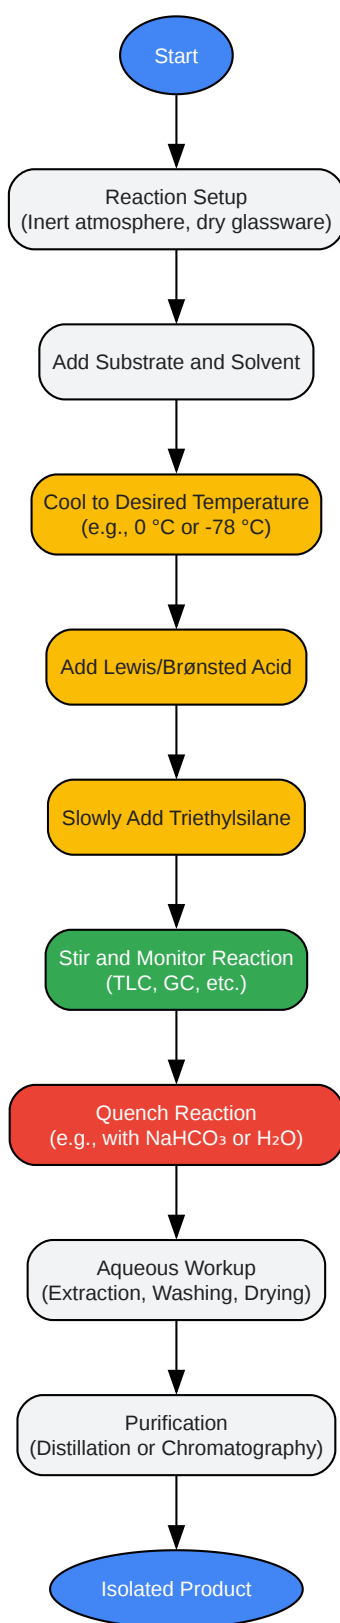 Start
Reaction Setup
(Inert atmosphere, dry glassware)
Add Substrate and Solvent
Cool to Desired Temperature
(e.g., 0 °C or -78 °C)
Add Lewis/Brønsted Acid
Slowly Add Triethylsilane
Stir and Monitor Reaction
(TLC, GC, etc.)
Quench Reaction
(e.g., with NaHCO₃ or H₂O)
Aqueous Workup
(Extraction, Washing, Drying)
Purification
(Distillation or Chromatography)
Isolated Product